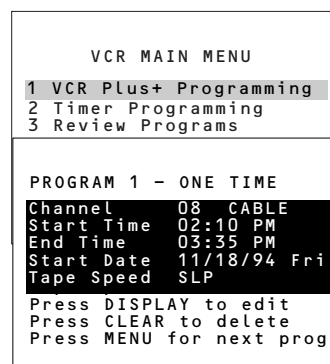 VCR MAIN MENU
1 VCR Plus+ Programming
2 Timer Programming
3 Review Programs
PROGRAM 1 – ONE TIME
Channel 08 CABLE
Start Time 02:10 PM
End Time 03:35 PM
Start Date 11/18/94 Fri
Tape Speed SLP
Press DISPLAY to edit
Press CLEAR to delete
Press MENU for next prog